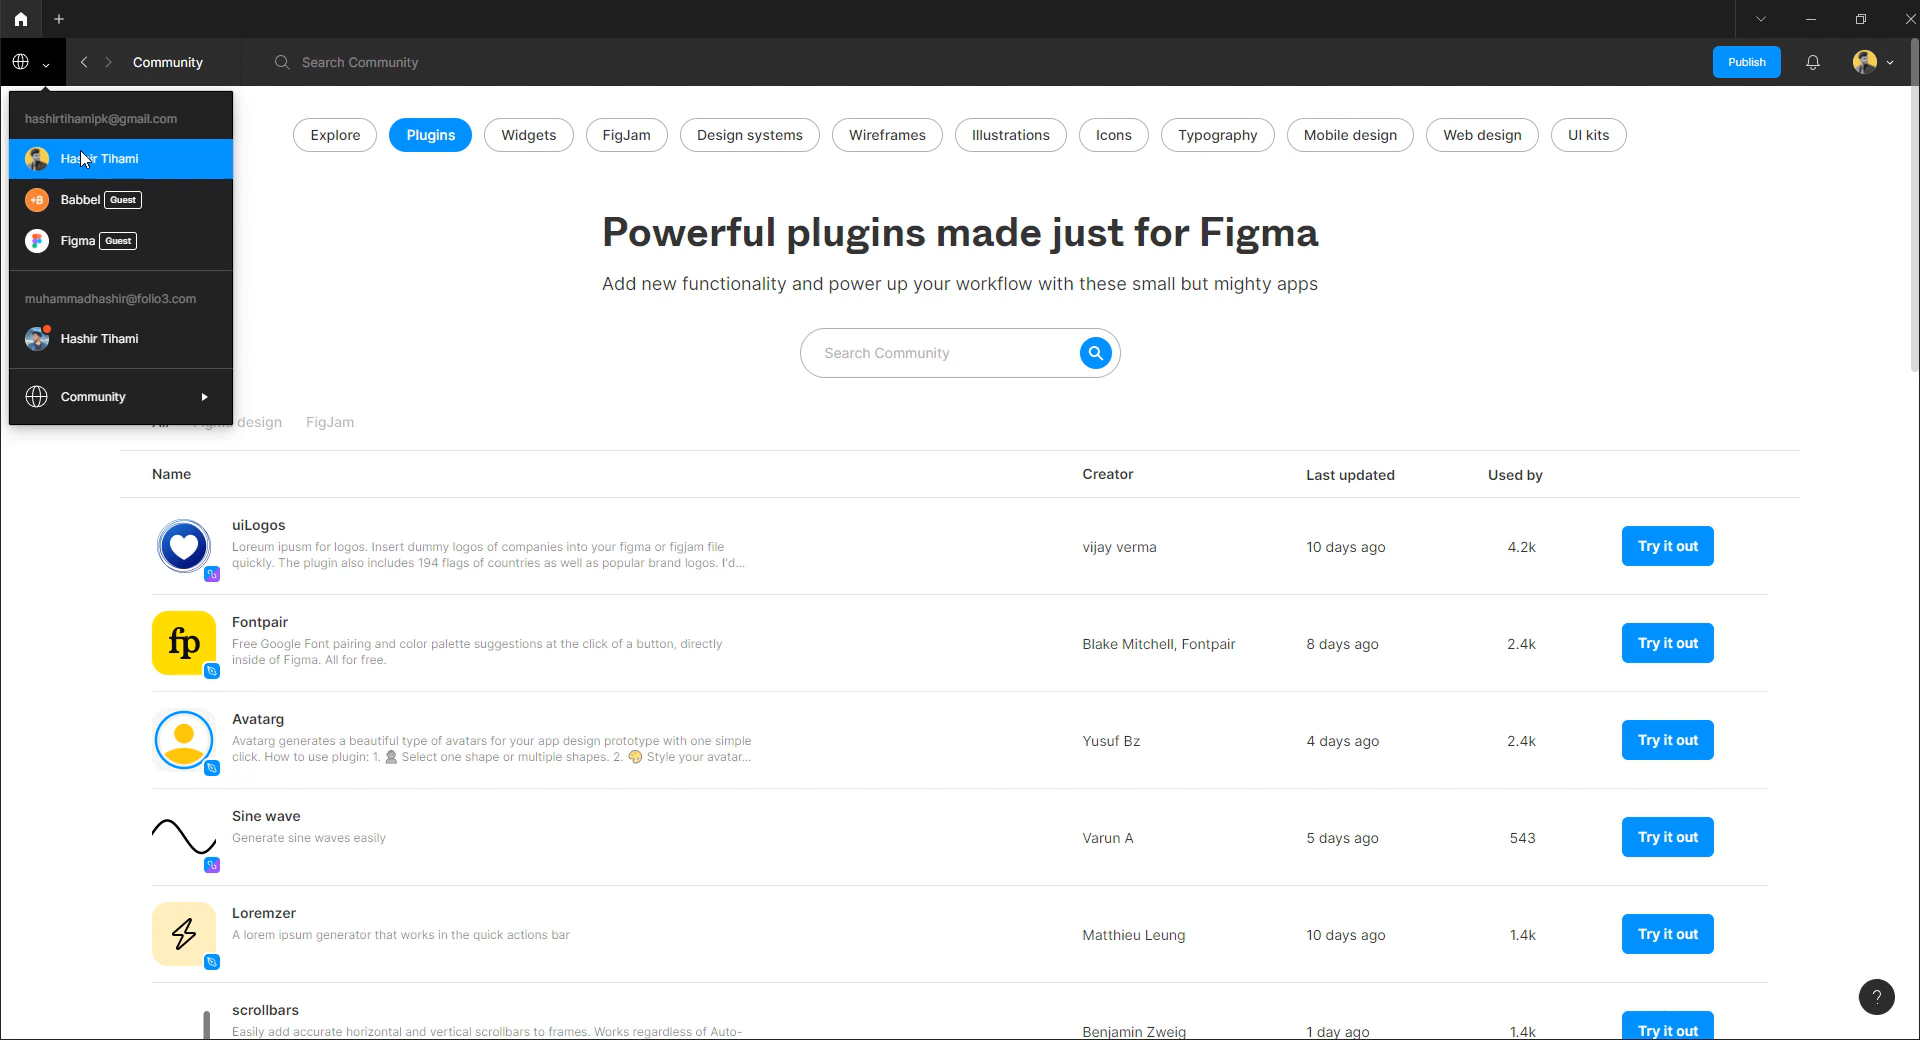 Community
Search Community
Publish
hashirtihamipk@gmail.com
Hashir Tihami
+B
Babbel Guest
Figma Guest
muhammadhashir@folio3.com
Hashir Tihami
Community
Explore
Plugins
Widgets
FigJam
Design systems
Wireframes
Illustrations
Icons
Typography
Mobile design
Web design
UI kits
Powerful plugins made just for Figma
Add new functionality and power up your workflow with these small but mighty apps
Search Community
design
FigJam
Name
Creator
Last updated
Used by
uiLogos
Loreum ipusm for logos. Insert dummy logos of companies into your figma or figjam file
quickly. The plugin also includes 194 flags of countries as well as popular brand logos. I'd...
vijay verma
10 days ago
4.2k
Try it out
fp
Fontpair
Free Google Font pairing and color palette suggestions at the click of a button, directly
inside of Figma. All for free.
Blake Mitchell, Fontpair
8 days ago
2.4k
Try it out
Avatarg
Avatarg generates a beautiful type of avatars for your app design prototype with one simple
click. How to use plugin: 1. 👤 Select one shape or multiple shapes. 2. 🎨 Style your avatar...
Yusuf Bz
4 days ago
2.4k
Try it out
Sine wave
Generate sine waves easily
Varun A
5 days ago
543
Try it out
Loremzer
A lorem ipsum generator that works in the quick actions bar
Matthieu Leung
10 days ago
1.4k
Try it out
scrollbars
Easily add accurate horizontal and vertical scrollbars to frames. Works regardless of Auto-
Benjamin Zweig
1 day ago
1.4k
Try it out
?